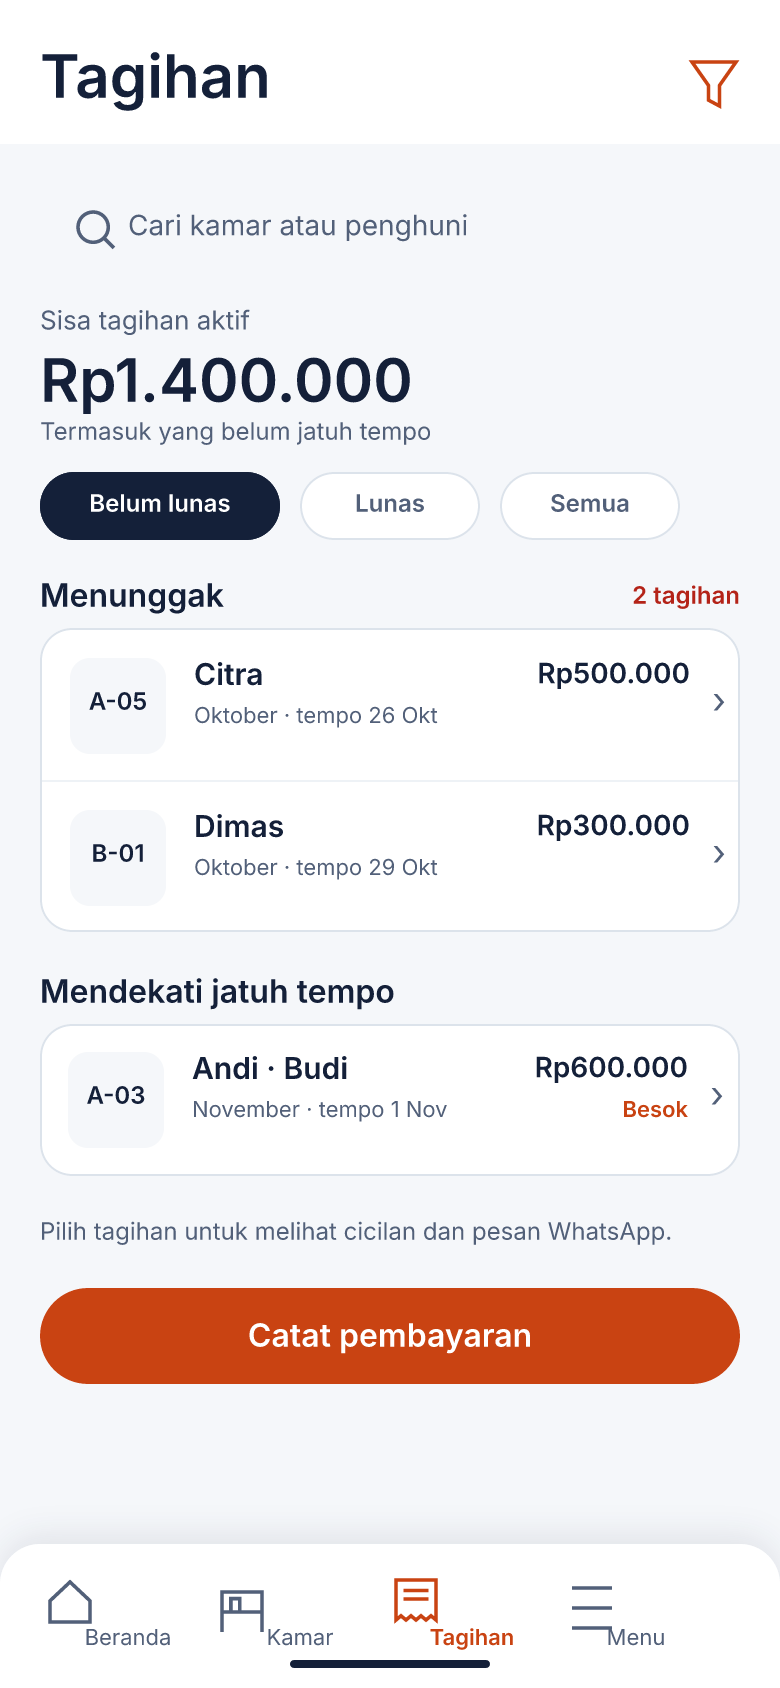 Tagihan
Cari kamar atau penghuni
Sisa tagihan aktif
Rp1.400.000
Termasuk yang belum jatuh tempo
Belum lunas Lunas Semua
Menunggak 2 tagihan
A-05 Citra Rp500.000
Oktober · tempo 26 Okt
B-01 Dimas Rp300.000
Oktober · tempo 29 Okt
Mendekati jatuh tempo
A-03 Andi · Budi Rp600.000
November · tempo 1 Nov Besok
Pilih tagihan untuk melihat cicilan dan pesan WhatsApp.
Catat pembayaran
Beranda Kamar Tagihan Menu